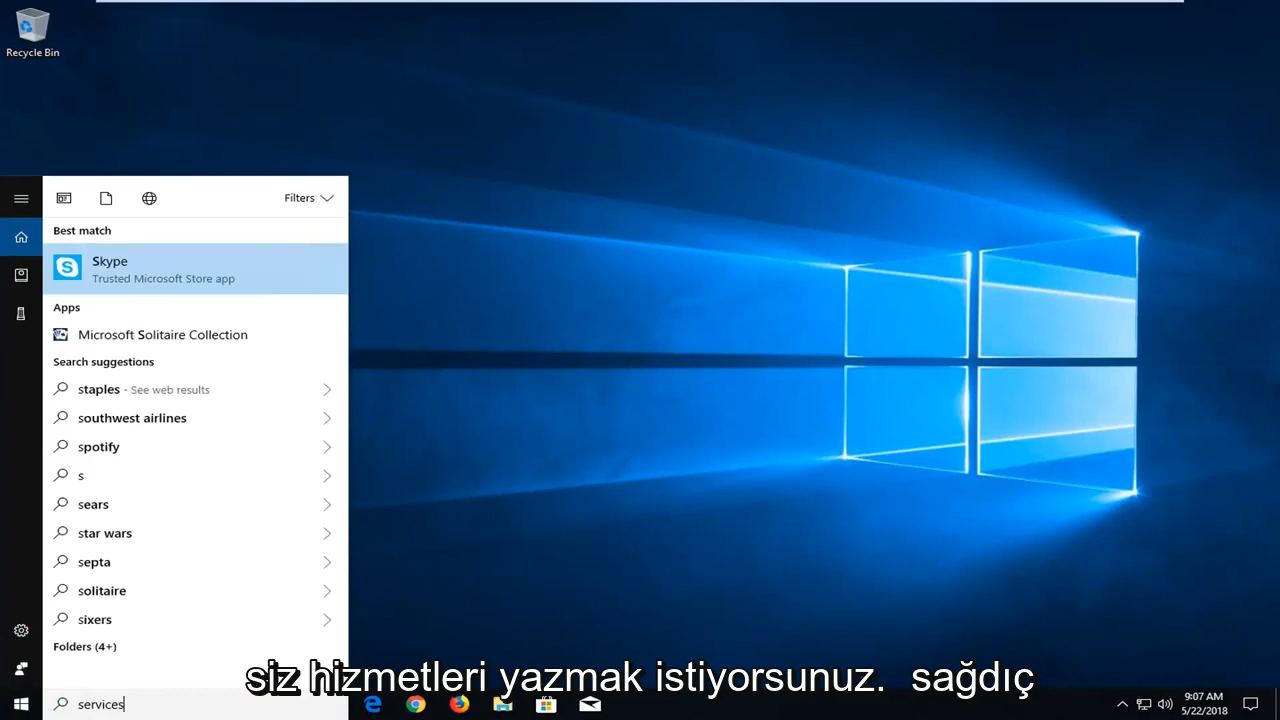 Recycle Bin
Filters
Best match
Skype
Trusted Microsoft Store app
Apps
Microsoft Solitaire Collection
Search suggestions
staples - See web results
southwest airlines
spotify
s
sears
star wars
septa
solitaire
sixers
Folders (4+)
siz hizmetleri yazmak istiyorsunuz. sağdıç
services
9:07 AM
5/22/2018